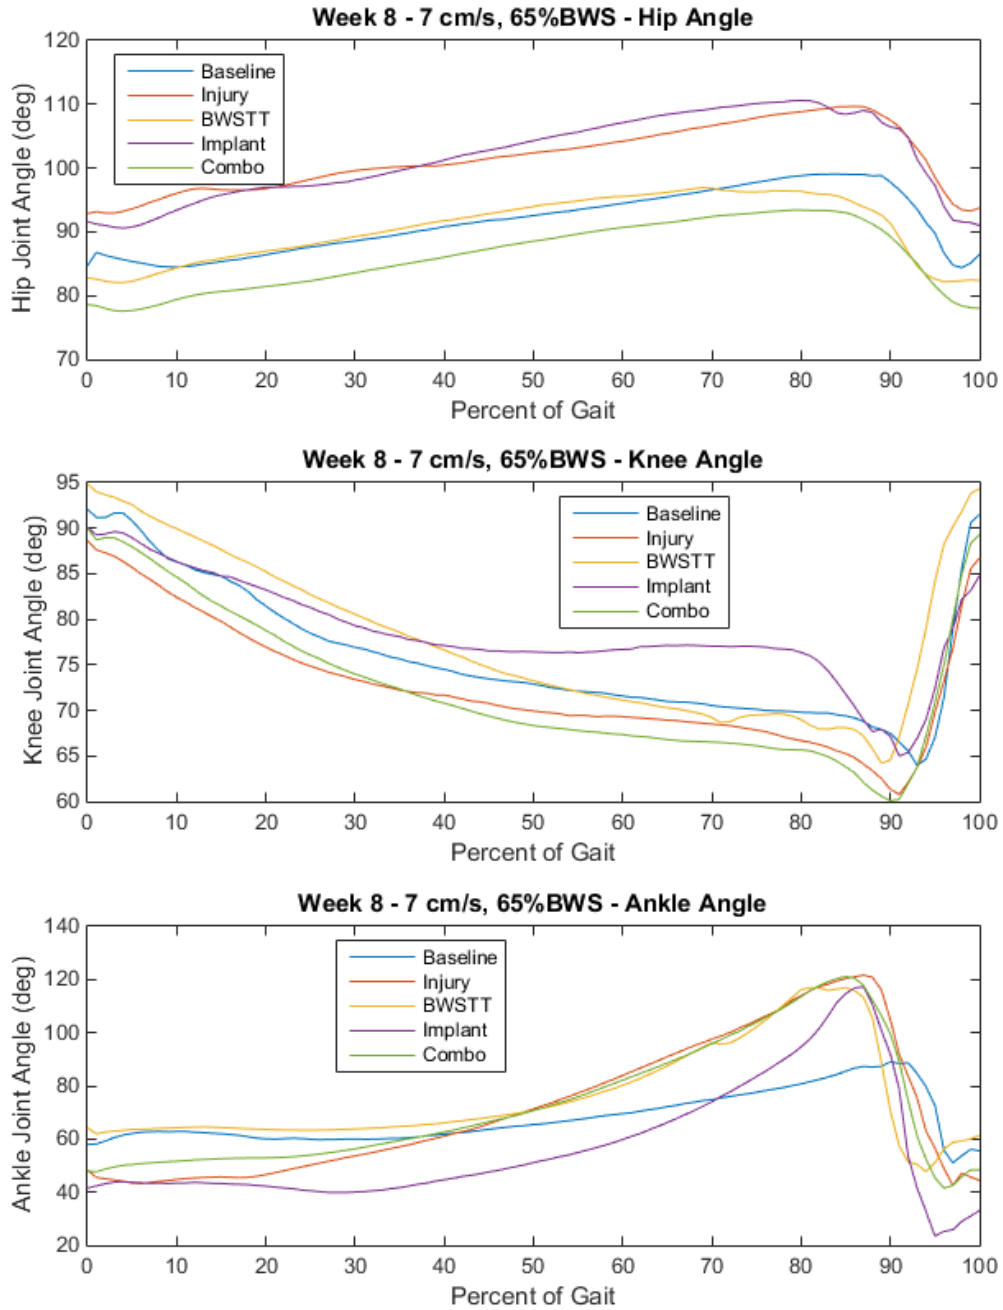 Week 8 - 7 cm/s, 65%BWS - Hip Angle
120
110
100
90
80
70
Hip Joint Angle (deg)
Baseline
Injury
BWSTT
Implant
Combo
0 10 20 30 40 50 60 70 80 90 100
Percent of Gait
Week 8 - 7 cm/s, 65%BWS - Knee Angle
95
90
85
80
75
70
65
60
Knee Joint Angle (deg)
Baseline
Injury
BWSTT
Implant
Combo
0 10 20 30 40 50 60 70 80 90 100
Percent of Gait
Week 8 - 7 cm/s, 65%BWS - Ankle Angle
140
120
100
80
60
40
20
Ankle Joint Angle (deg)
Baseline
Injury
BWSTT
Implant
Combo
0 10 20 30 40 50 60 70 80 90 100
Percent of Gait